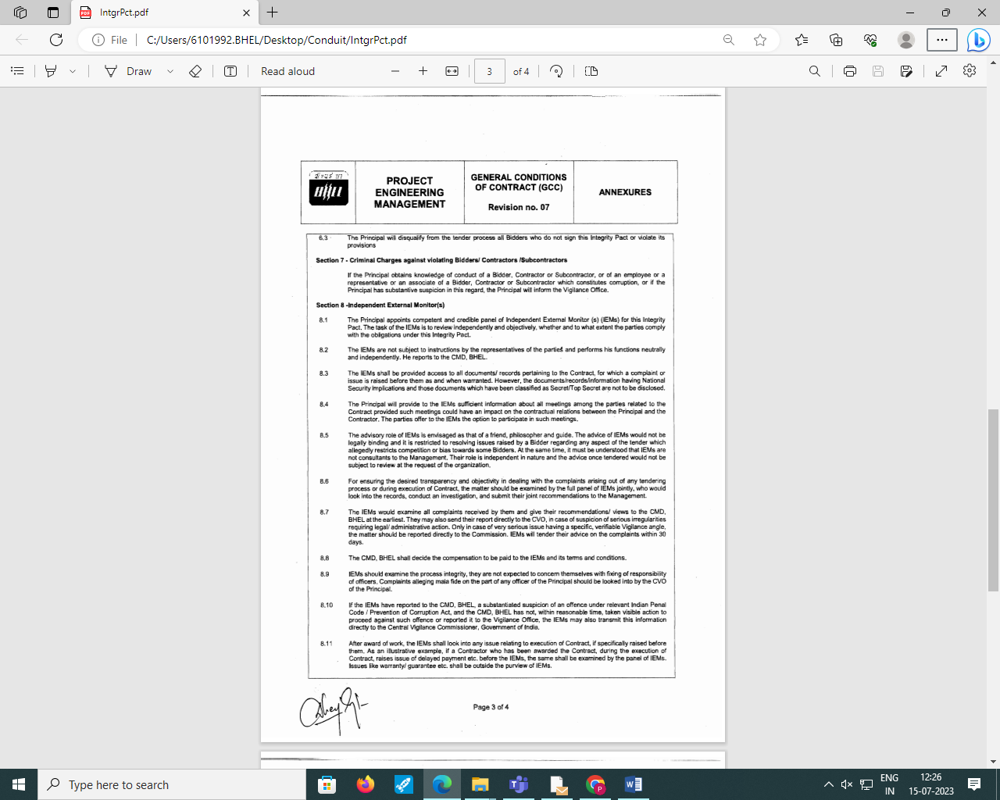 IntgrPct.pdf
File
C:/Users/6101992.BHEL/Desktop/Conduit/IntgrPct.pdf
Draw
Read aloud
3
of 4
PROJECT
ENGINEERING
MANAGEMENT
GENERAL CONDITIONS
OF CONTRACT (GCC)
Revision no. 07
ANNEXURES
6.3 The Principal will disqualify from the tender process all Bidders who do not sign this Integrity Pact or violate its
provisions
Section 7 - Criminal Charges against violating Bidders/ Contractors /Subcontractors
If the Principal obtains knowledge of conduct of a Bidder, Contractor or Subcontractor, or of an employee or a
representative or an associate of a Bidder, Contractor or Subcontractor which constitutes corruption, or if the
Principal has substantive suspicion in this regard, the Principal will inform the Vigilance Office.
Section 8 -Independent External Monitor(s)
8.1 The Principal appoints competent and credible panel of Independent External Monitor (s) (IEMs) for this Integrity
Pact. The task of the IEMs is to review independently and objectively, whether and to what extent the parties comply
with the obligations under this Integrity Pact.
8.2 The IEMs are not subject to instructions by the representatives of the parties and performs his functions neutrally
and independently. He reports to the CMD, BHEL.
8.3 The IEMs shall be provided access to all documents/ records pertaining to the Contract, for which a complaint or
issue is raised before them as and when warranted. However, the documents/records/information having National
Security Implications and those documents which have been classified as Secret/Top Secret are not to be disclosed.
8.4 The Principal will provide to the IEMs sufficient information about all meetings among the parties related to the
Contract provided such meetings could have an impact on the contractual relations between the Principal and the
Contractor. The parties offer to the IEMs the option to participate in such meetings.
8.5 The advisory role of IEMs is envisaged as that of a friend, philosopher and guide. The advice of IEMs would not be
legally binding and it is restricted to resolving issues raised by a Bidder regarding any aspect of the tender which
allegedly restricts competition or bias towards some Bidders. At the same time, it must be understood that IEMs are
not consultants to the Management. Their role is independent in nature and the advice once tendered would not be
subject to review at the request of the organization.
8.6 For ensuring the desired transparency and objectivity in dealing with the complaints arising out of any tendering
process or during execution of Contract, the matter should be examined by the full panel of IEMs jointly, who would
look into the records, conduct an investigation, and submit their joint recommendations to the Management.
8.7 The IEMs would examine all complaints received by them and give their recommendations/ views to the CMD,
BHEL at the earliest. They may also send their report directly to the CVO, in case of suspicion of serious irregularities
requiring legal/ administrative action. Only in case of very serious issue having a specific, verifiable Vigilance angle,
the matter should be reported directly to the Commission. IEMs will tender their advice on the complaints within 30
days.
8.8 The CMD, BHEL shall decide the compensation to be paid to the IEMs and its terms and conditions.
8.9 IEMs should examine the process integrity, they are not expected to concern themselves with fixing of responsibility
of officers. Complaints alleging mala fide on the part of any officer of the Principal should be looked into by the CVO
of the Principal.
8.10 If the IEMs have reported to the CMD, BHEL, a substantiated suspicion of an offence under relevant Indian Penal
Code / Prevention of Corruption Act, and the CMD, BHEL has not, within reasonable time, taken visible action to
proceed against such offence or reported it to the Vigilance Office, the IEMs may also transmit this information
directly to the Central Vigilance Commissioner, Government of India.
8.11 After award of work, the IEMs shall look into any issue relating to execution of Contract, if specifically raised before
them. As an illustrative example, if a Contractor who has been awarded the Contract, during the execution of
Contract, raises issue of delayed payment etc. before the IEMs, the same shall be examined by the panel of IEMs.
Issues like warranty/ guarantee etc. shall be outside the purview of IEMs.
Page 3 of 4
Type here to search
ENG
IN
12:26
15-07-2023